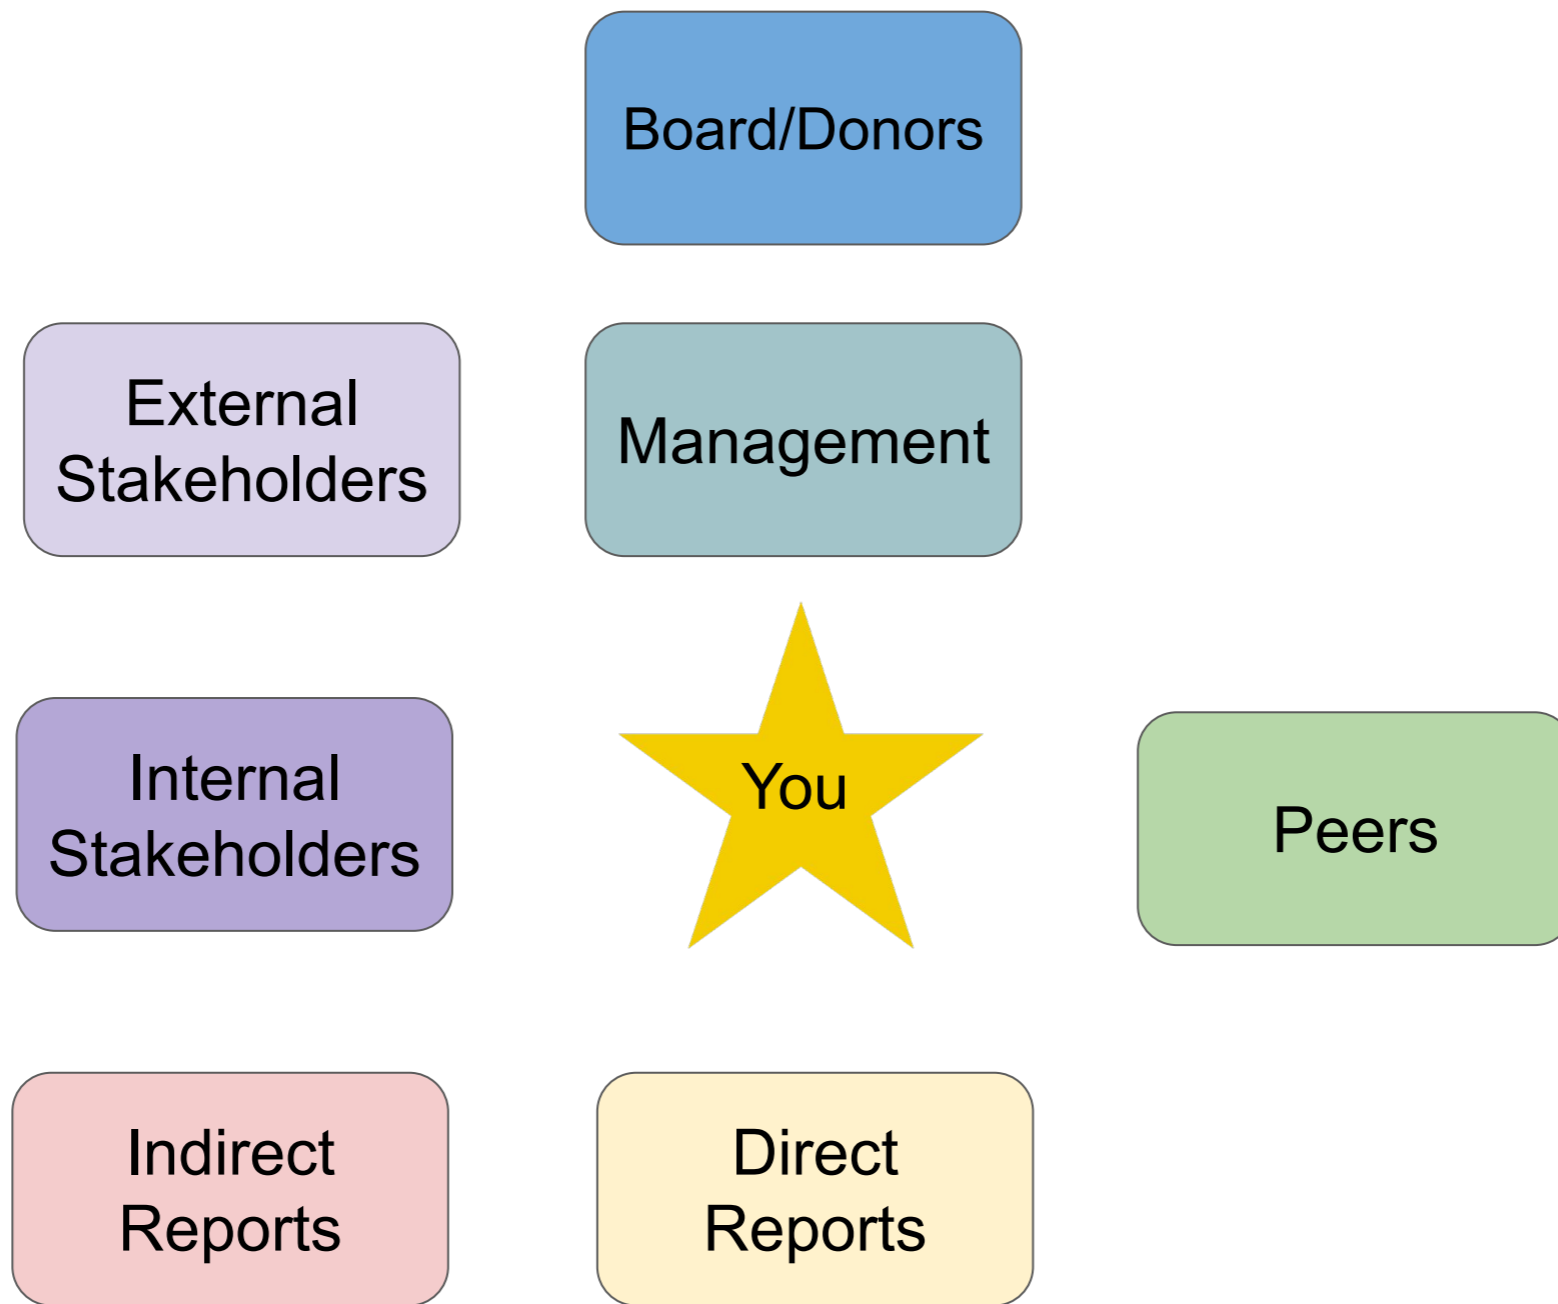 Board/Donors
External
Stakeholders
Management
Internal
Stakeholders
You
Peers
Indirect
Reports
Direct
Reports